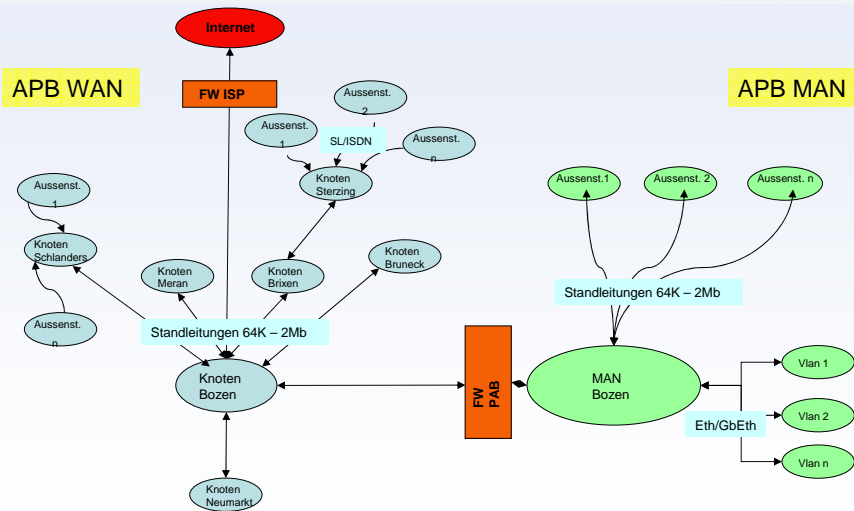 Internet
APB WAN
FW ISP
APB MAN
Aussenst.
2
Aussenst.
1
SL/ISDN
Aussenst.
n
Knoten
Sterzing
Aussenst.
1
Aussenst.1
Aussenst. 2
Aussenst. n
Knoten
Schlanders
Knoten
Meran
Knoten
Brixen
Knoten
Bruneck
Standleitungen 64K – 2Mb
Aussenst.
n
Standleitungen 64K – 2Mb
Knoten
Bozen
FW
PAB
MAN
Bozen
Vlan 1
Vlan 2
Eth/GbEth
Vlan n
Knoten
Neumarkt